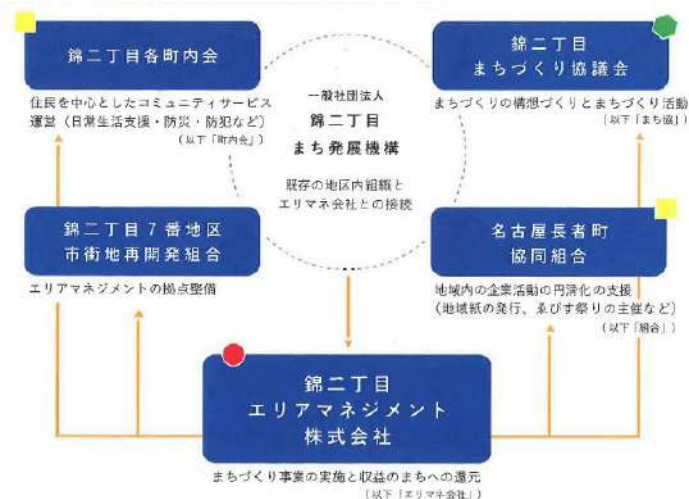 錦二丁目各町内会
住民を中心としたコミュニティサービス
運営（日常生活支援・防災・防犯など）
（以下「町内会」）
一般社団法人
錦二丁目
まち発展機構
既存の地区内組織と
エリマネ会社との接続
錦二丁目
まちづくり協議会
まちづくりの構想づくりとまちづくり活動
（以下「まち協」）
錦二丁目7番地区
市街地再開発組合
エリアマネジメントの拠点整備
名古屋長者町
協同組合
地域内の企業活動の円滑化の支援
（地域紙の発行、ゑびす祭りの主催など）
（以下「組合」）
錦二丁目
エリアマネジメント
株式会社
まちづくり事業の実施と収益のまちへの還元
（以下「エリマネ会社」）